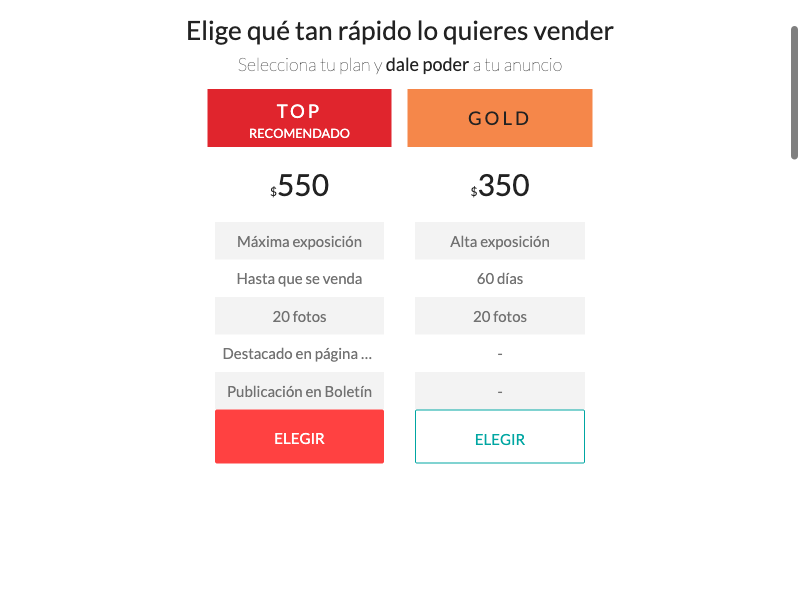 Elige qué tan rápido lo quieres vender
Selecciona tu plan y dale poder a tu anuncio
TOP
RECOMENDADO
$550
Máxima exposición
Hasta que se venda
20 fotos
Destacado en página ...
Publicación en Boletín
ELEGIR
GOLD
$350
Alta exposición
60 días
20 fotos
-
-
ELEGIR